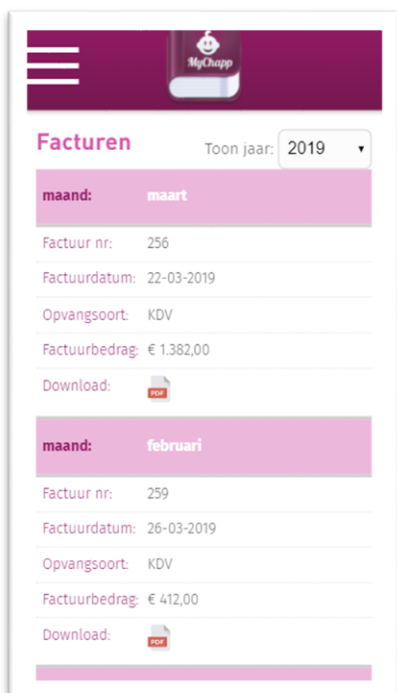 MyChapp
Facturen
Toon jaar: 2019
maand: maart
Factuur nr: 256
Factuurdatum: 22-03-2019
Opvangsoort: KDV
Factuurbedrag: € 1.382,00
Download: PDF
maand: februari
Factuur nr: 259
Factuurdatum: 26-03-2019
Opvangsoort: KDV
Factuurbedrag: € 412,00
Download: PDF